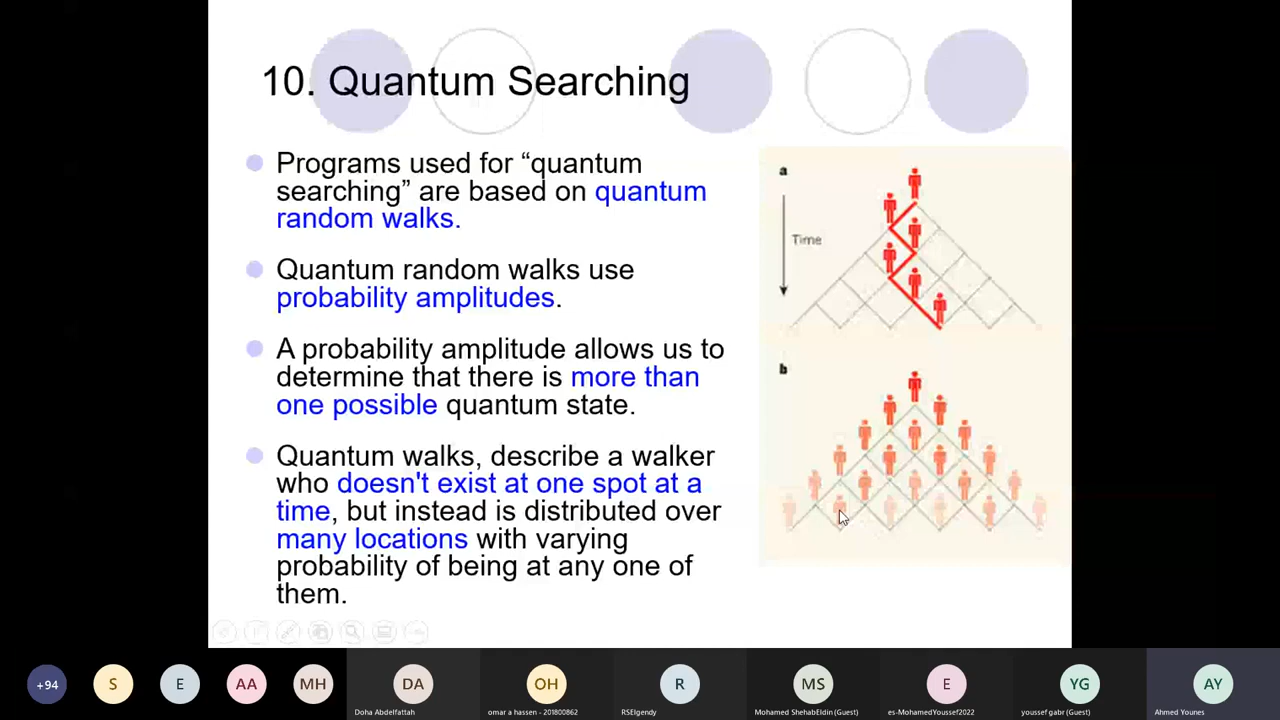 10. Quantum Searching
Programs used for “quantum
searching” are based on quantum
random walks.
Quantum random walks use
probability amplitudes.
A probability amplitude allows us to
determine that there is more than
one possible quantum state.
Quantum walks, describe a walker
who doesn't exist at one spot at a
time, but instead is distributed over
many locations with varying
probability of being at any one of
them.
a
Time
b
+94
S
E
AA
MH
DA
OH
R
MS
E
YG
AY
Doha Abdelfattah
omar a hassen - 201800862
RSElgendy
Mohamed ShehabEldin (Guest)
es-MohamedYoussef2022
youssef gabr (Guest)
Ahmed Younes